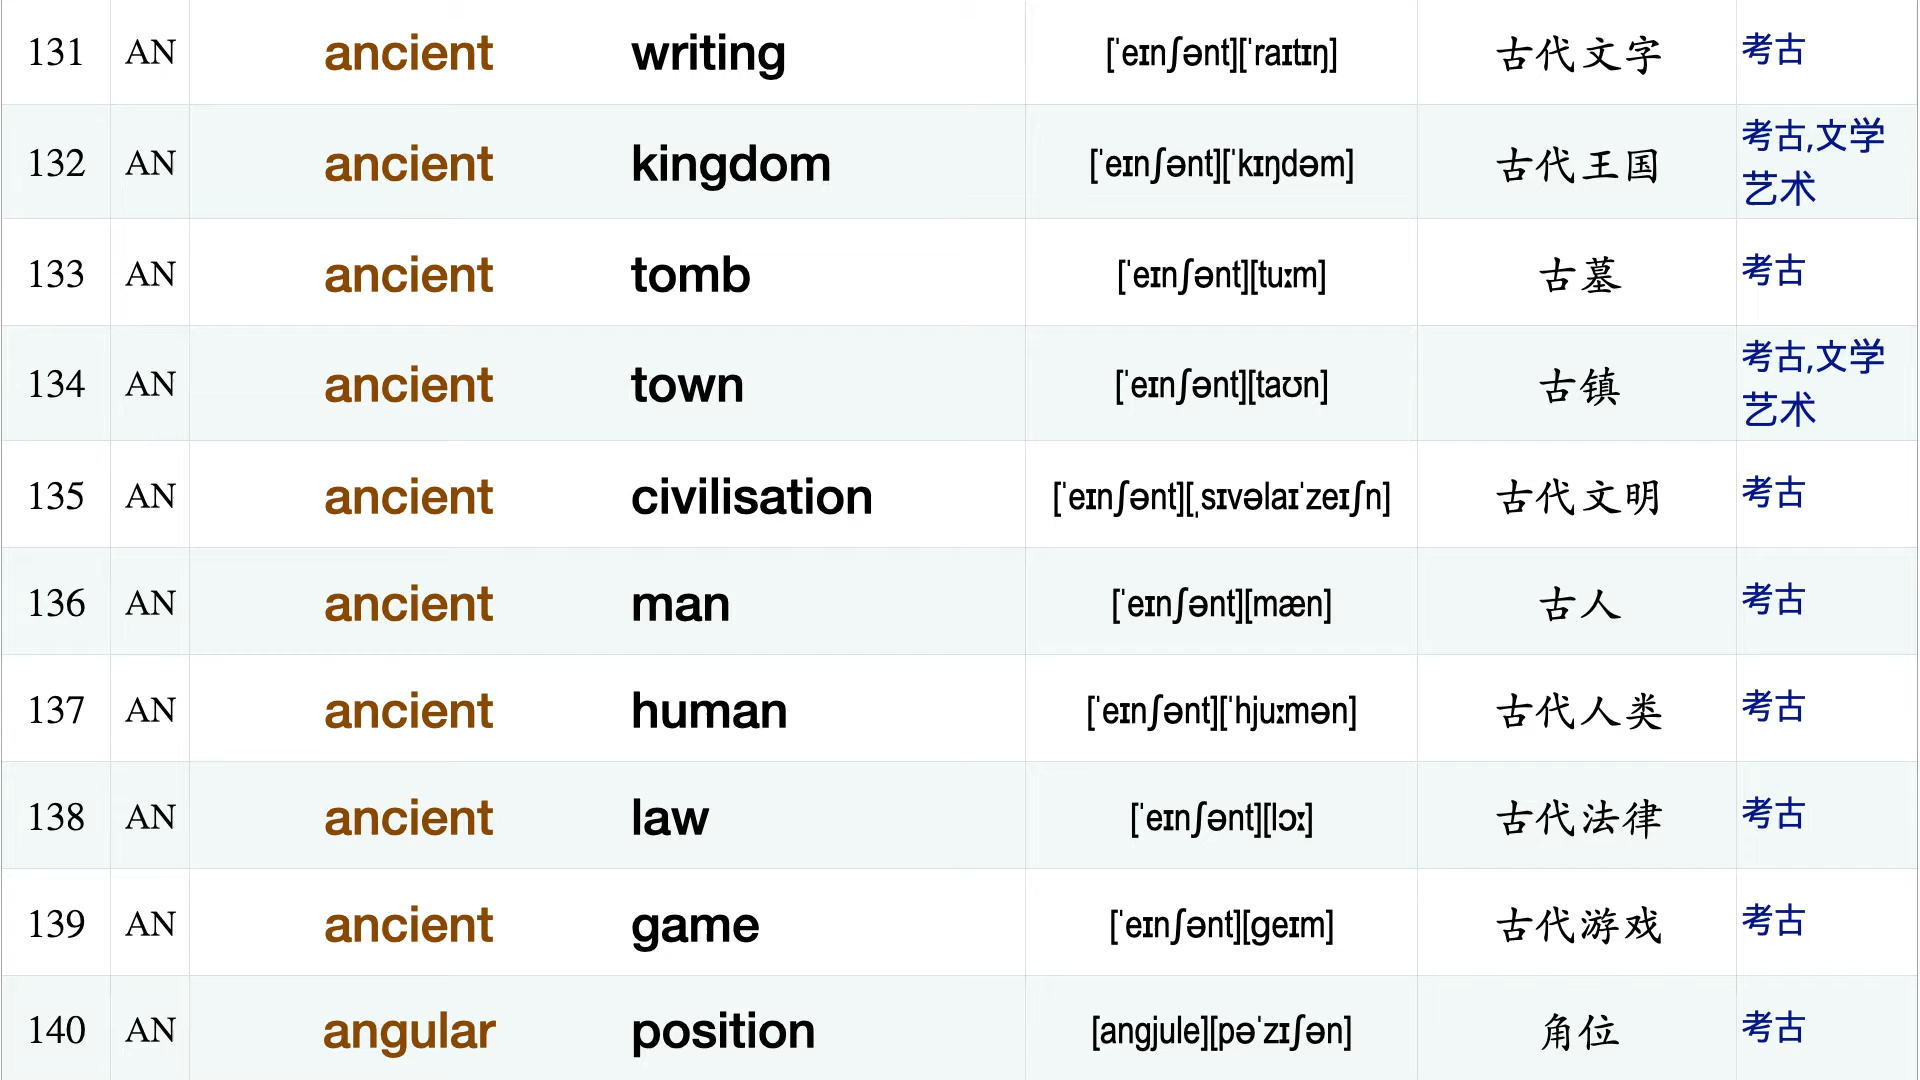 131 AN ancient writing [ˈeɪnʃənt][ˈraɪtɪŋ] 古代文字 考古
132 AN ancient kingdom [ˈeɪnʃənt][ˈkɪŋdəm] 古代王国 考古,文学
艺术
133 AN ancient tomb [ˈeɪnʃənt][tuːm] 古墓 考古
134 AN ancient town [ˈeɪnʃənt][taʊn] 古镇 考古,文学
艺术
135 AN ancient civilisation [ˈeɪnʃənt][ˌsɪvəlaɪˈzeɪʃn] 古代文明 考古
136 AN ancient man [ˈeɪnʃənt][mæn] 古人 考古
137 AN ancient human [ˈeɪnʃənt][ˈhjuːmən] 古代人类 考古
138 AN ancient law [ˈeɪnʃənt][lɔː] 古代法律 考古
139 AN ancient game [ˈeɪnʃənt][geɪm] 古代游戏 考古
140 AN angular position [angjule][pəˈzɪʃən] 角位 考古